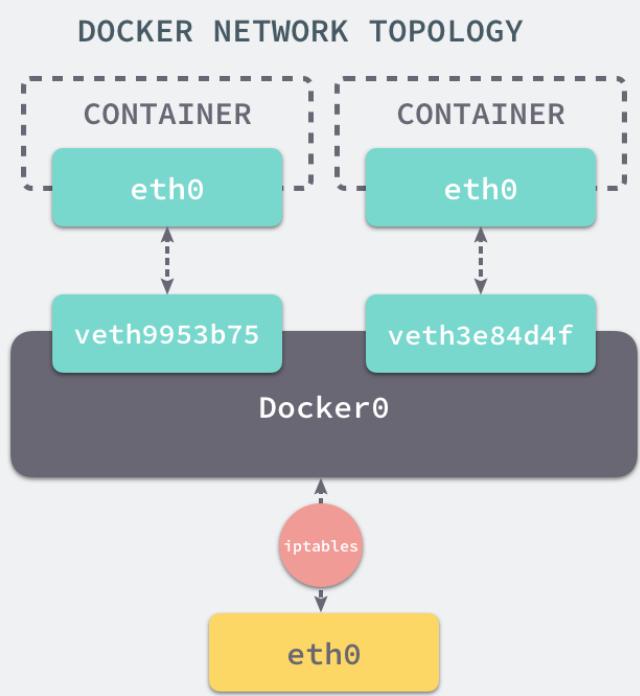 DOCKER NETWORK TOPOLOGY
CONTAINER
CONTAINER
eth0
eth0
veth9953b75
veth3e84d4f
Docker0
iptables
eth0